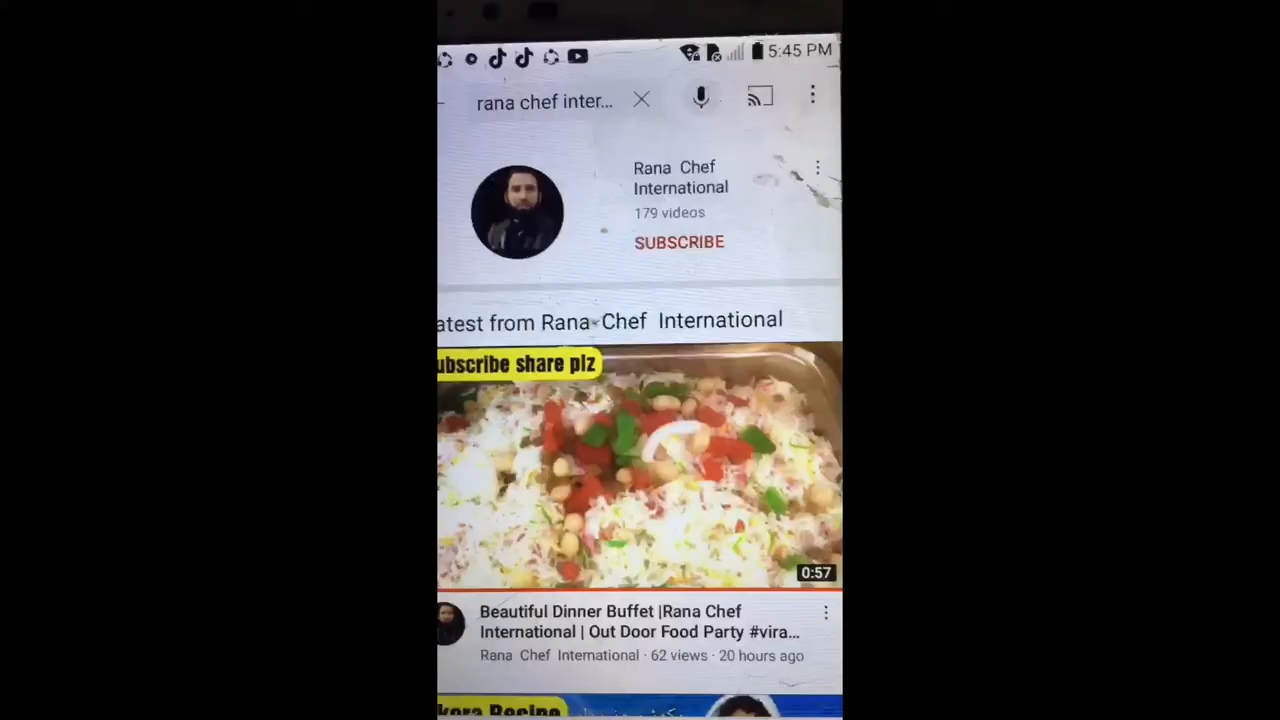 5:45 PM
rana chef inter...
Rana Chef
International
179 videos
SUBSCRIBE
atest from Rana Chef International
ubscribe share plz
0:57
Beautiful Dinner Buffet |Rana Chef
International | Out Door Food Party #vira...
Rana Chef International · 62 views · 20 hours ago
kora Recipe